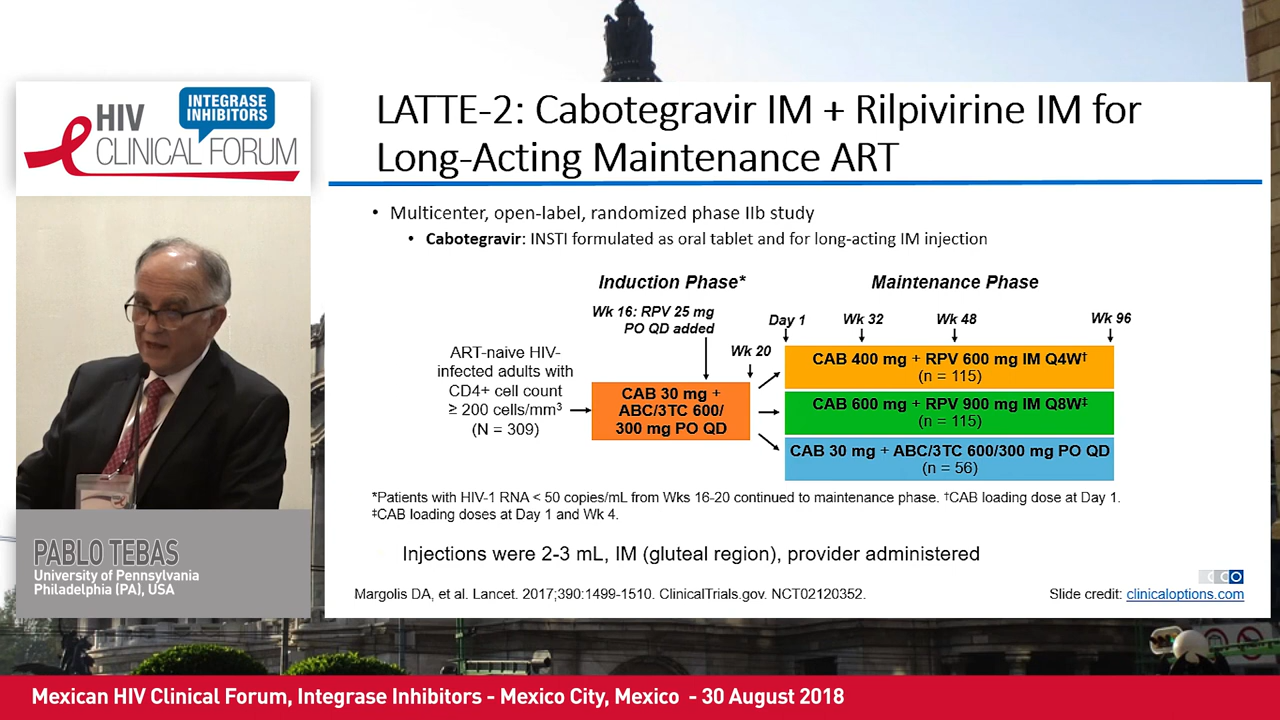 HIV
INTEGRASE
INHIBITORS
CLINICAL FORUM
LATTE-2: Cabotegravir IM + Rilpivirine IM for
Long-Acting Maintenance ART
• Multicenter, open-label, randomized phase IIb study
• Cabotegravir: INSTI formulated as oral tablet and for long-acting IM injection
Induction Phase*
Maintenance Phase
Wk 16: RPV 25 mg
PO QD added
Wk 20
Day 1
Wk 32
Wk 48
Wk 96
ART-naive HIV-
infected adults with
CD4+ cell count
≥ 200 cells/mm³
(N = 309)
CAB 30 mg +
ABC/3TC 600/
300 mg PO QD
CAB 400 mg + RPV 600 mg IM Q4W†
(n = 115)
CAB 600 mg + RPV 900 mg IM Q8W‡
(n = 115)
CAB 30 mg + ABC/3TC 600/300 mg PO QD
(n = 56)
*Patients with HIV-1 RNA < 50 copies/mL from Wks 16-20 continued to maintenance phase. †CAB loading dose at Day 1.
‡CAB loading doses at Day 1 and Wk 4.
Injections were 2-3 mL, IM (gluteal region), provider administered
CCO
Margolis DA, et al. Lancet. 2017;390:1499-1510. ClinicalTrials.gov. NCT02120352.
Slide credit: clinicaloptions.com
PABLO TEBAS
University of Pennsylvania
Philadelphia (PA), USA
Mexican HIV Clinical Forum, Integrase Inhibitors - Mexico City, Mexico - 30 August 2018